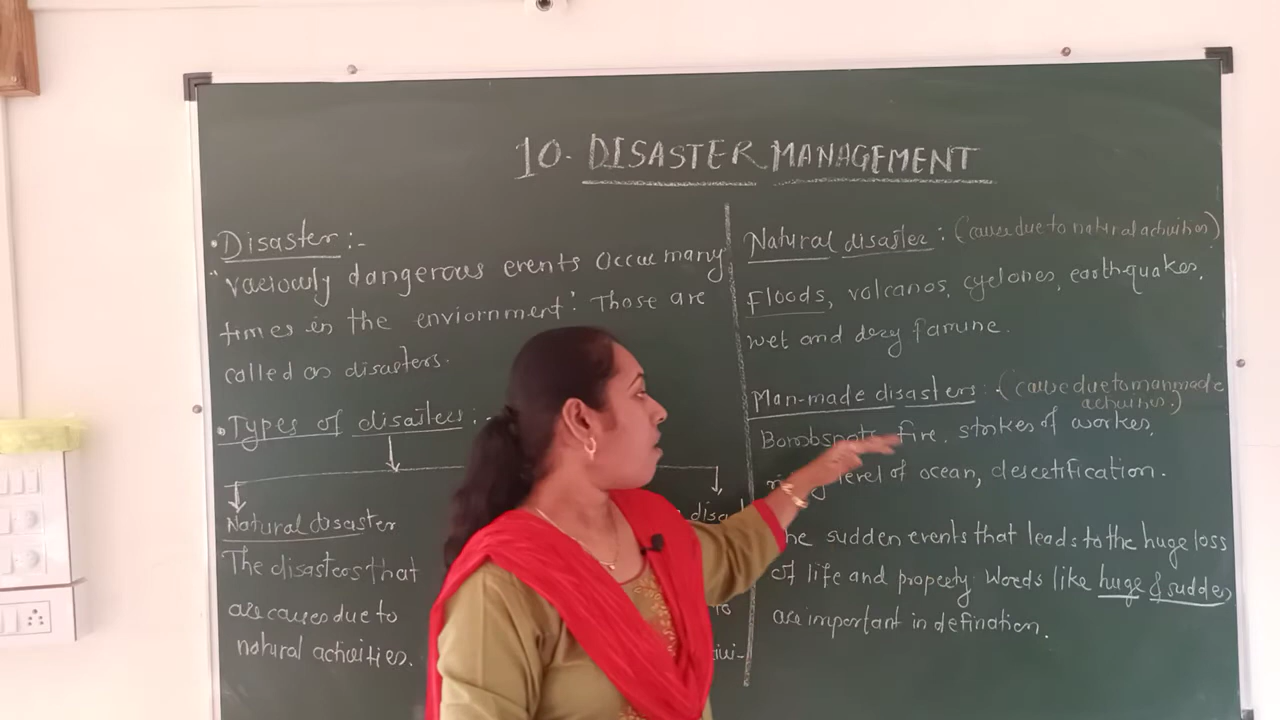 10. DISASTER MANAGEMENT
Disaster :-
"Variously dangerous events occur many
times in the enviornment". Those are
called as disasters.
Types of disasters :-
Natural disaster
The disasters that
are causes due to
natural activities.
Natural disaster : (cause due to natural activities)
Floods, volcanos, cyclones, earthquakes,
wet and dry famine.
Man-made disasters :- (cause due to manmade
activities.)
Fire, strikes of workes,
level of ocean, desertification.
he sudden events that leads to the huge loss
of life and property. Words like huge & sudden
are important in defination.